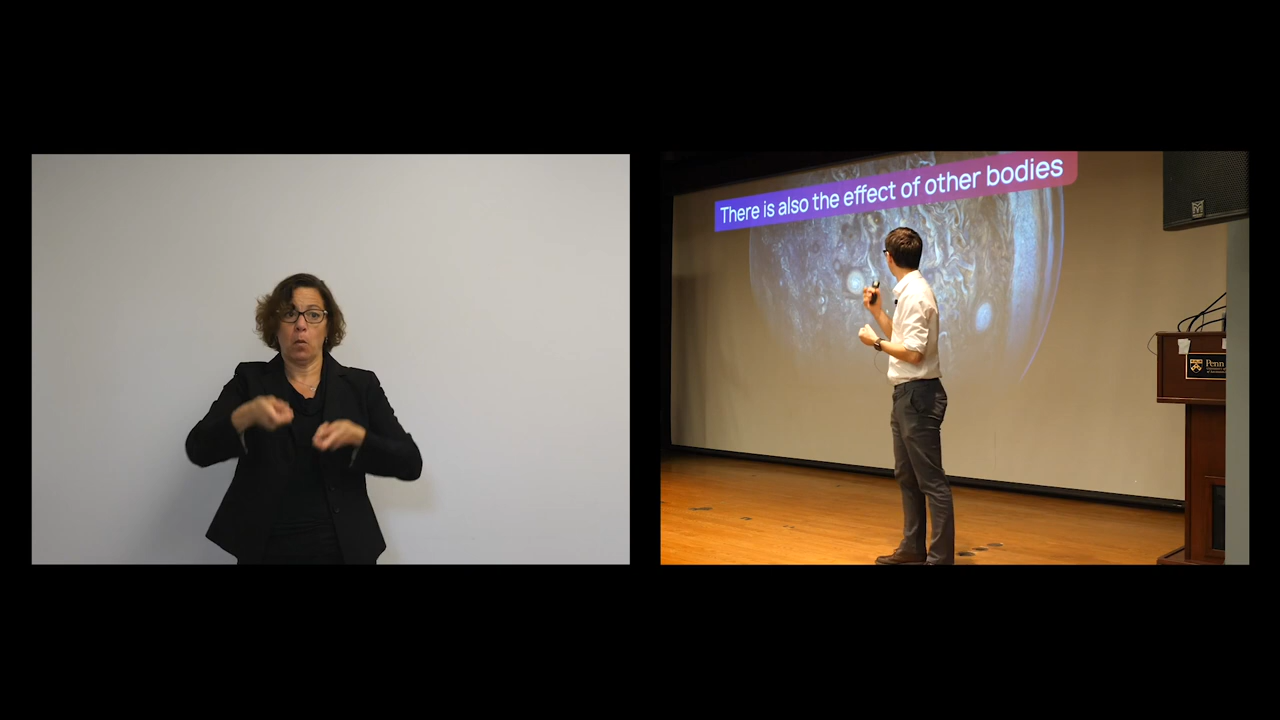 There is also the effect of other bodies
Penn